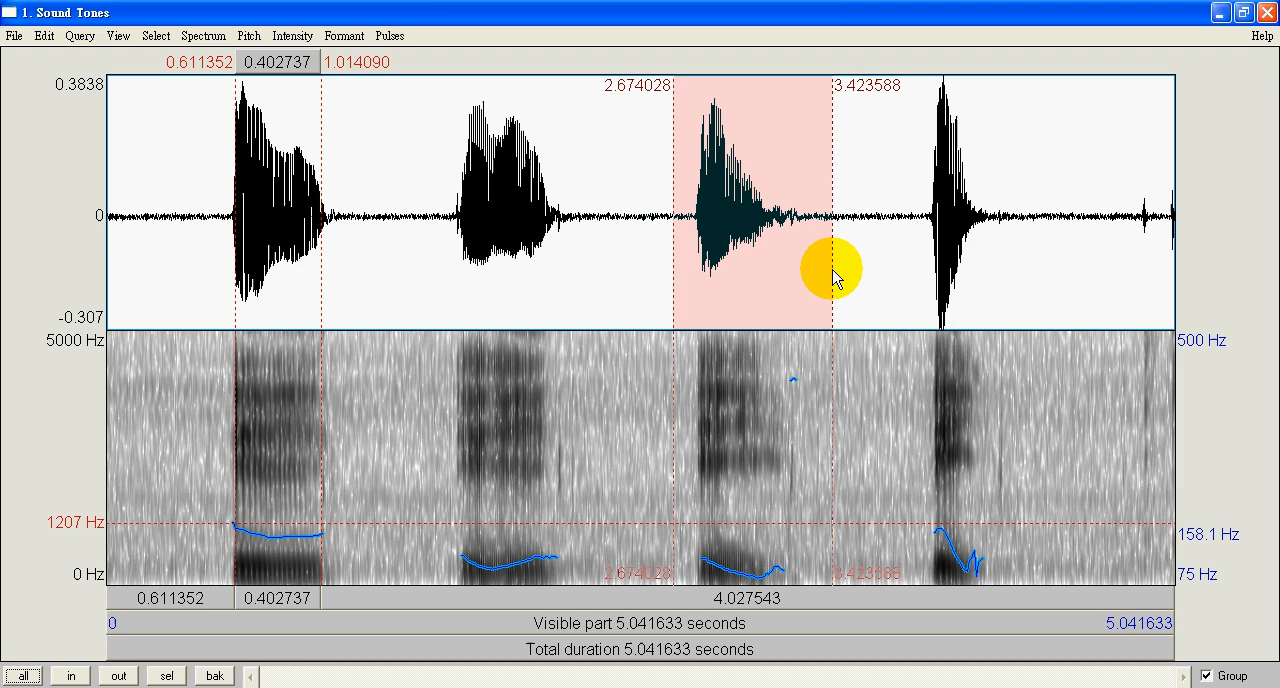 1. Sound Tones
File Edit Query View Select Spectrum Pitch Intensity Formant Pulses Help
0.611352 0.402737 1.014090
0.3838 2.674028 3.423588
0
-0.307
5000 Hz 500 Hz
1207 Hz
158.1 Hz
0 Hz 2.674028 3.423588 75 Hz
0.611352 0.402737 4.027543
0 Visible part 5.041633 seconds 5.041633
Total duration 5.041633 seconds
all in out sel bak Group